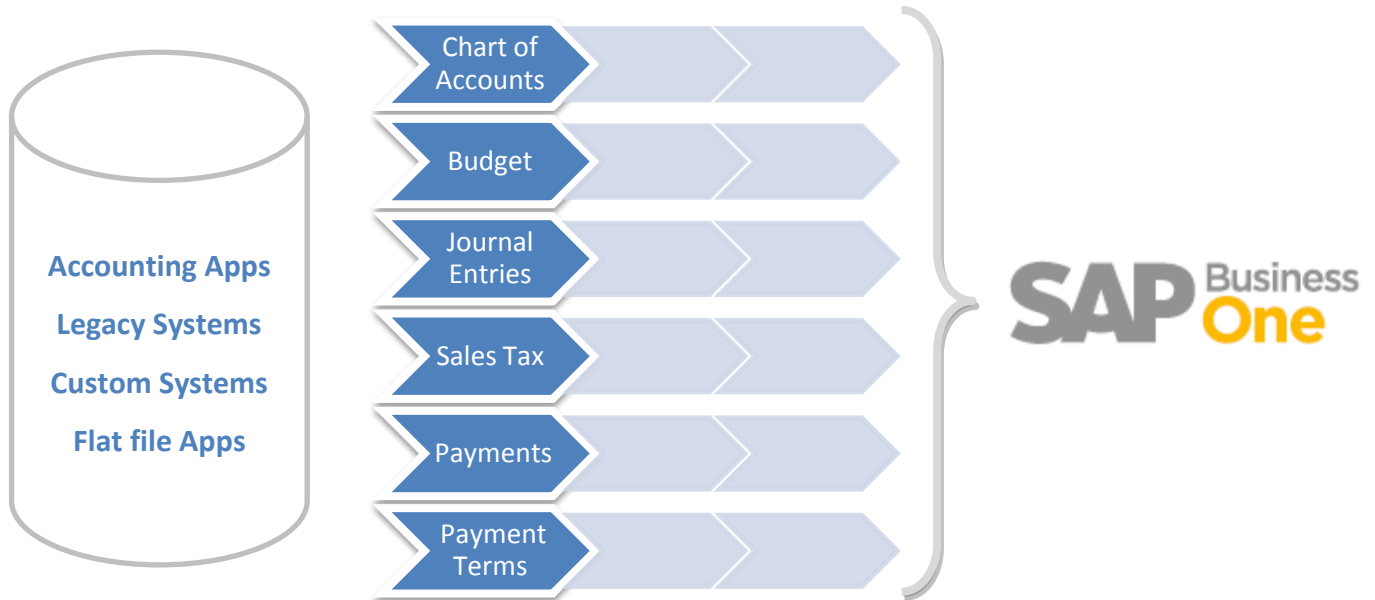 Accounting Apps
Legacy Systems
Custom Systems
Flat file Apps
Chart of
Accounts
Budget
Journal
Entries
Sales Tax
Payments
Payment
Terms
SAP Business
One